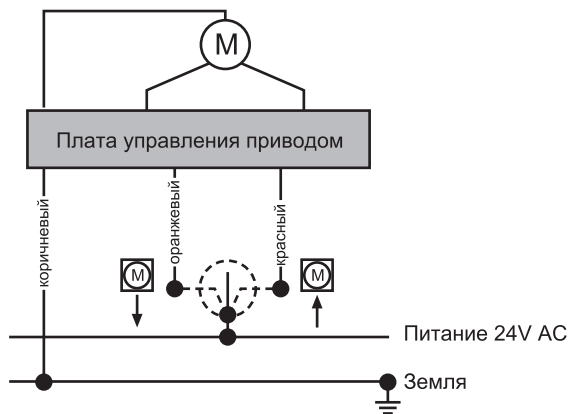 M
Плата управления приводом
коричневый
оранжевый
красный
M
M
Питание 24V AC
Земля